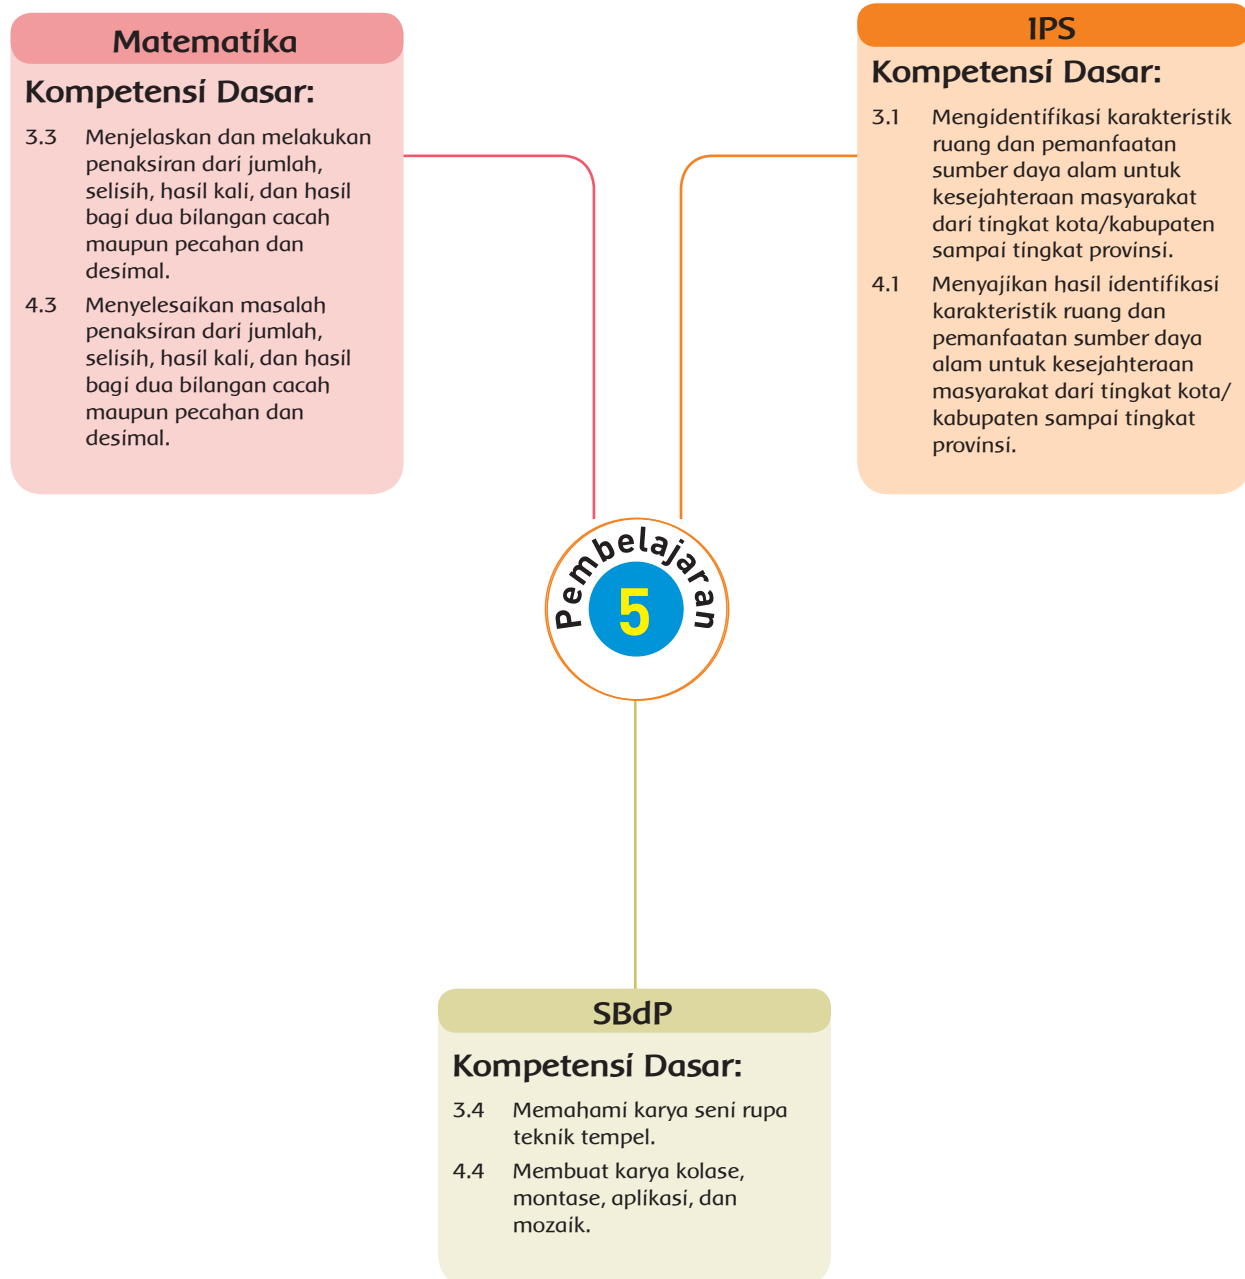 Matematika
Kompetensi Dasar:
3.3 Menjelaskan dan melakukan
penaksiran dari jumlah,
selisih, hasil kali, dan hasil
bagi dua bilangan cacah
maupun pecahan dan
desimal.
4.3 Menyelesaikan masalah
penaksiran dari jumlah,
selisih, hasil kali, dan hasil
bagi dua bilangan cacah
maupun pecahan dan
desimal.
IPS
Kompetensi Dasar:
3.1 Mengidentifikasi karakteristik
ruang dan pemanfaatan
sumber daya alam untuk
kesejahteraan masyarakat
dari tingkat kota/kabupaten
sampai tingkat provinsi.
4.1 Menyajikan hasil identifikasi
karakteristik ruang dan
pemanfaatan sumber daya
alam untuk kesejahteraan
masyarakat dari tingkat kota/
kabupaten sampai tingkat
provinsi.
Pembelajaran
5
SBdP
Kompetensi Dasar:
3.4 Memahami karya seni rupa
teknik tempel.
4.4 Membuat karya kolase,
montase, aplikasi, dan
mozaik.